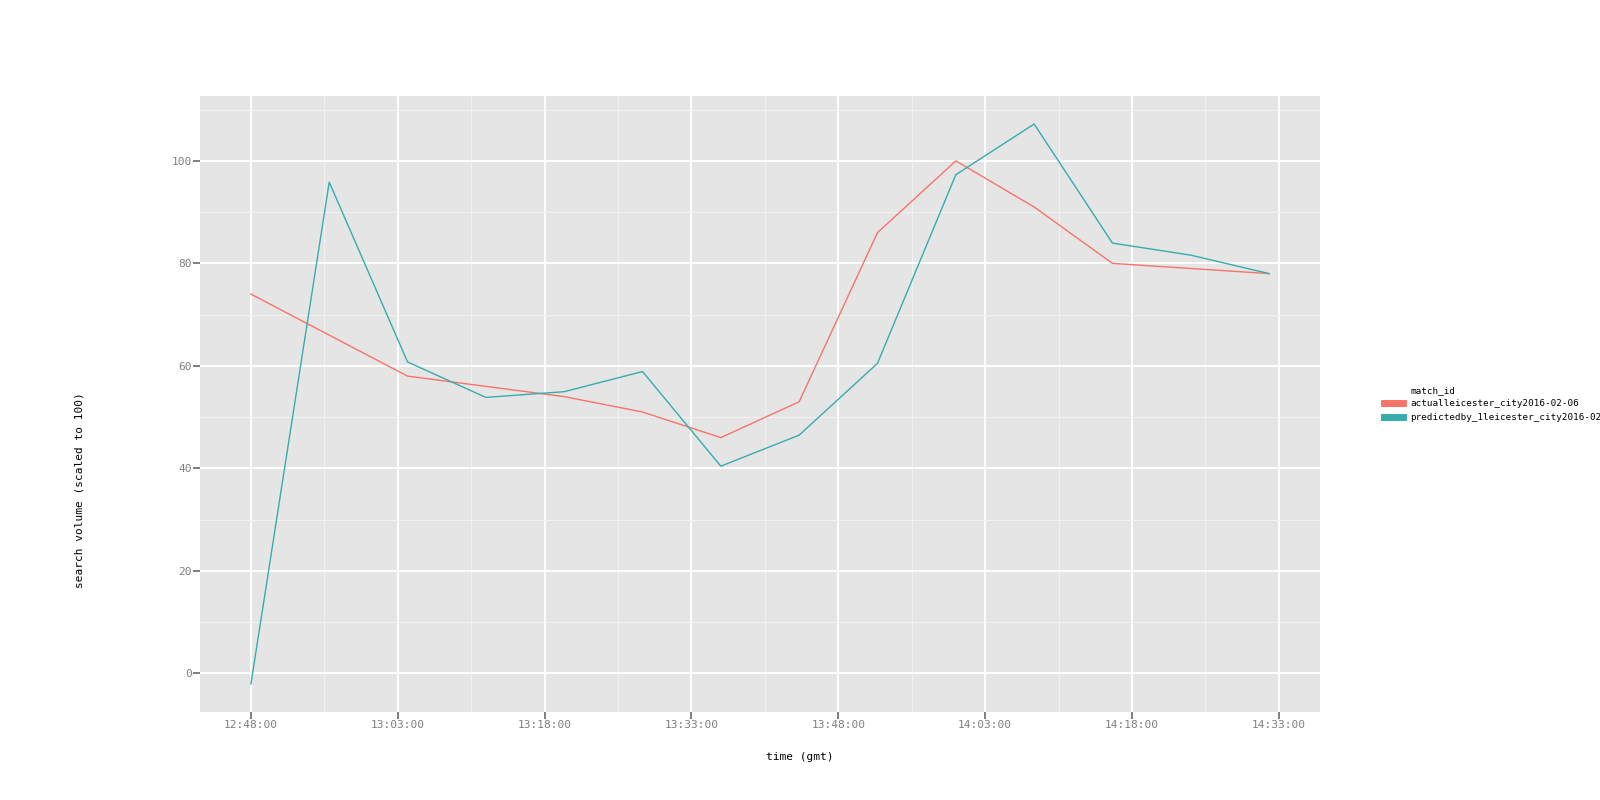 100
80
60
40
20
0
search volume (scaled to 100)
12:48:00 13:03:00 13:18:00 13:33:00 13:48:00 14:03:00 14:18:00 14:33:00
time (gmt)
match_id
actualleicester_city2016-02-06
predictedby_1leicester_city2016-02